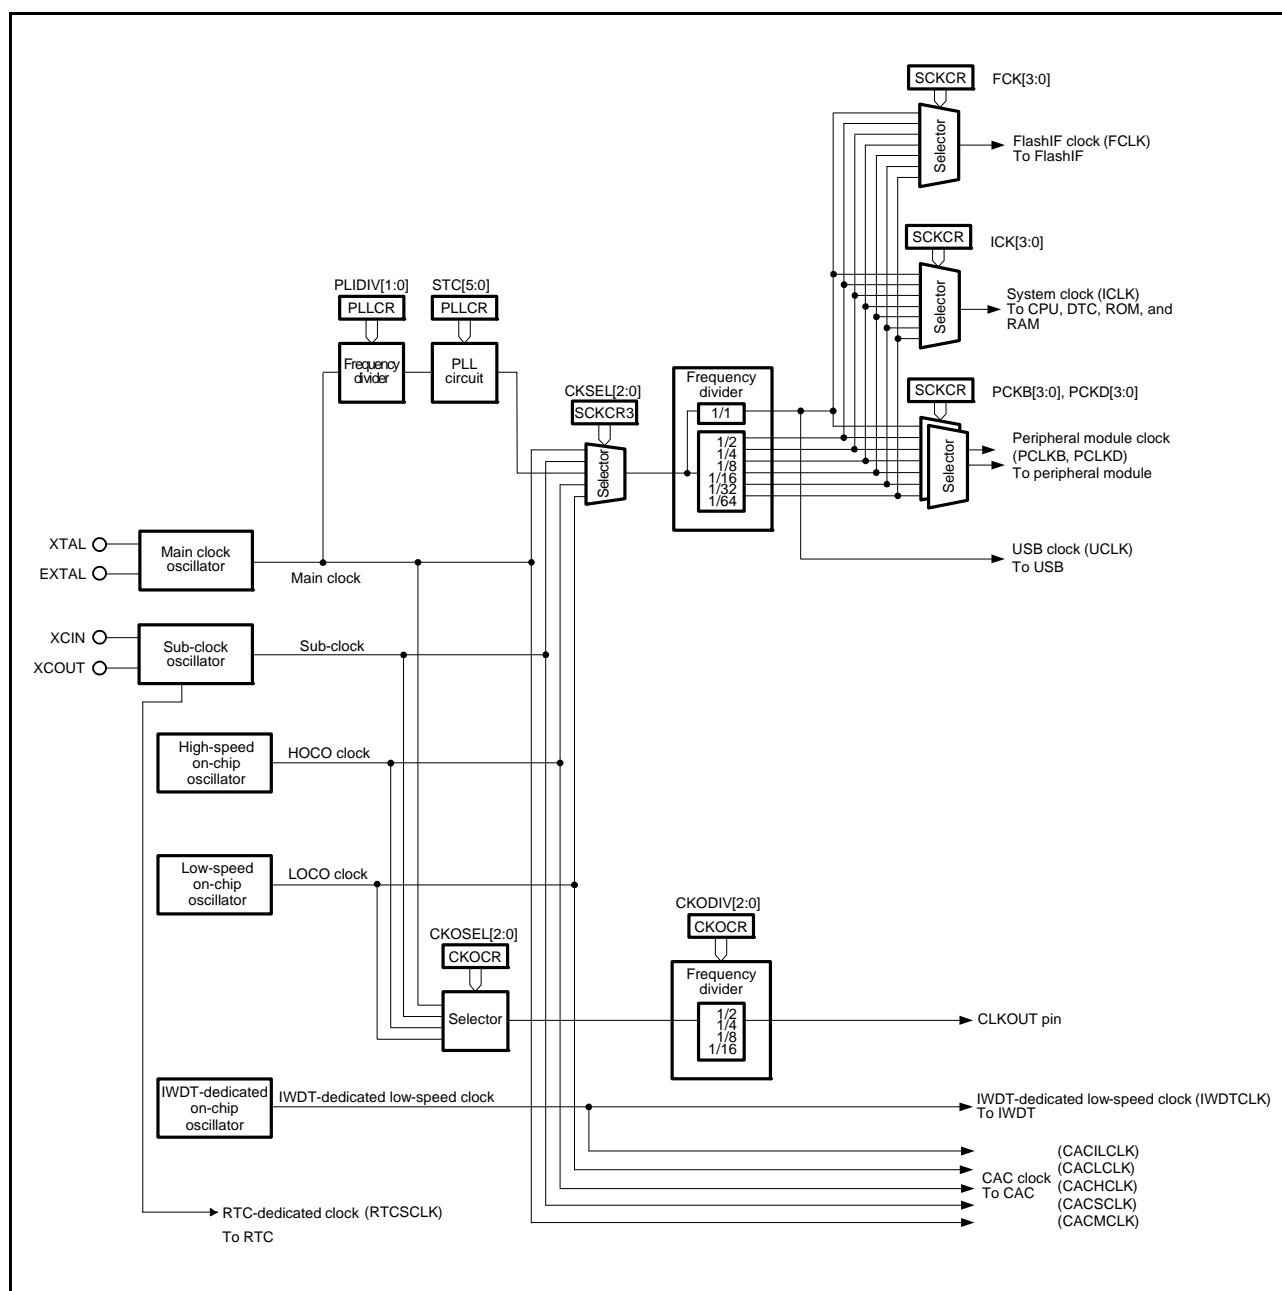 SCKCR
FCK[3:0]
Selector
FlashIF clock (FCLK)
To FlashIF
SCKCR
ICK[3:0]
Selector
System clock (ICLK)
To CPU, DTC, ROM, and
RAM
PLIDIV[1:0]
PLLCR
Frequency
divider
STC[5:0]
PLLCR
PLL
circuit
CKSEL[2:0]
SCKCR3
Selector
Frequency
divider
1/1
1/2
1/4
1/8
1/16
1/32
1/64
SCKCR
PCKB[3:0], PCKD[3:0]
Selector
Peripheral module clock
(PCLKB, PCLKD)
To peripheral module
USB clock (UCLK)
To USB
XTAL
EXTAL
Main clock
oscillator
Main clock
XCIN
XCOUT
Sub-clock
oscillator
Sub-clock
High-speed
on-chip
oscillator
HOCO clock
Low-speed
on-chip
oscillator
LOCO clock
CKOSEL[2:0]
CKOCR
Selector
CKODIV[2:0]
CKOCR
Frequency
divider
1/2
1/4
1/8
1/16
CLKOUT pin
IWDT-dedicated
on-chip
oscillator
IWDT-dedicated low-speed clock
IWDT-dedicated low-speed clock (IWDTCLK)
To IWDT
CAC clock
To CAC
(CACILCLK)
(CACLCLK)
(CACHCLK)
(CACSCLK)
(CACMCLK)
RTC-dedicated clock (RTCSCLK)
To RTC